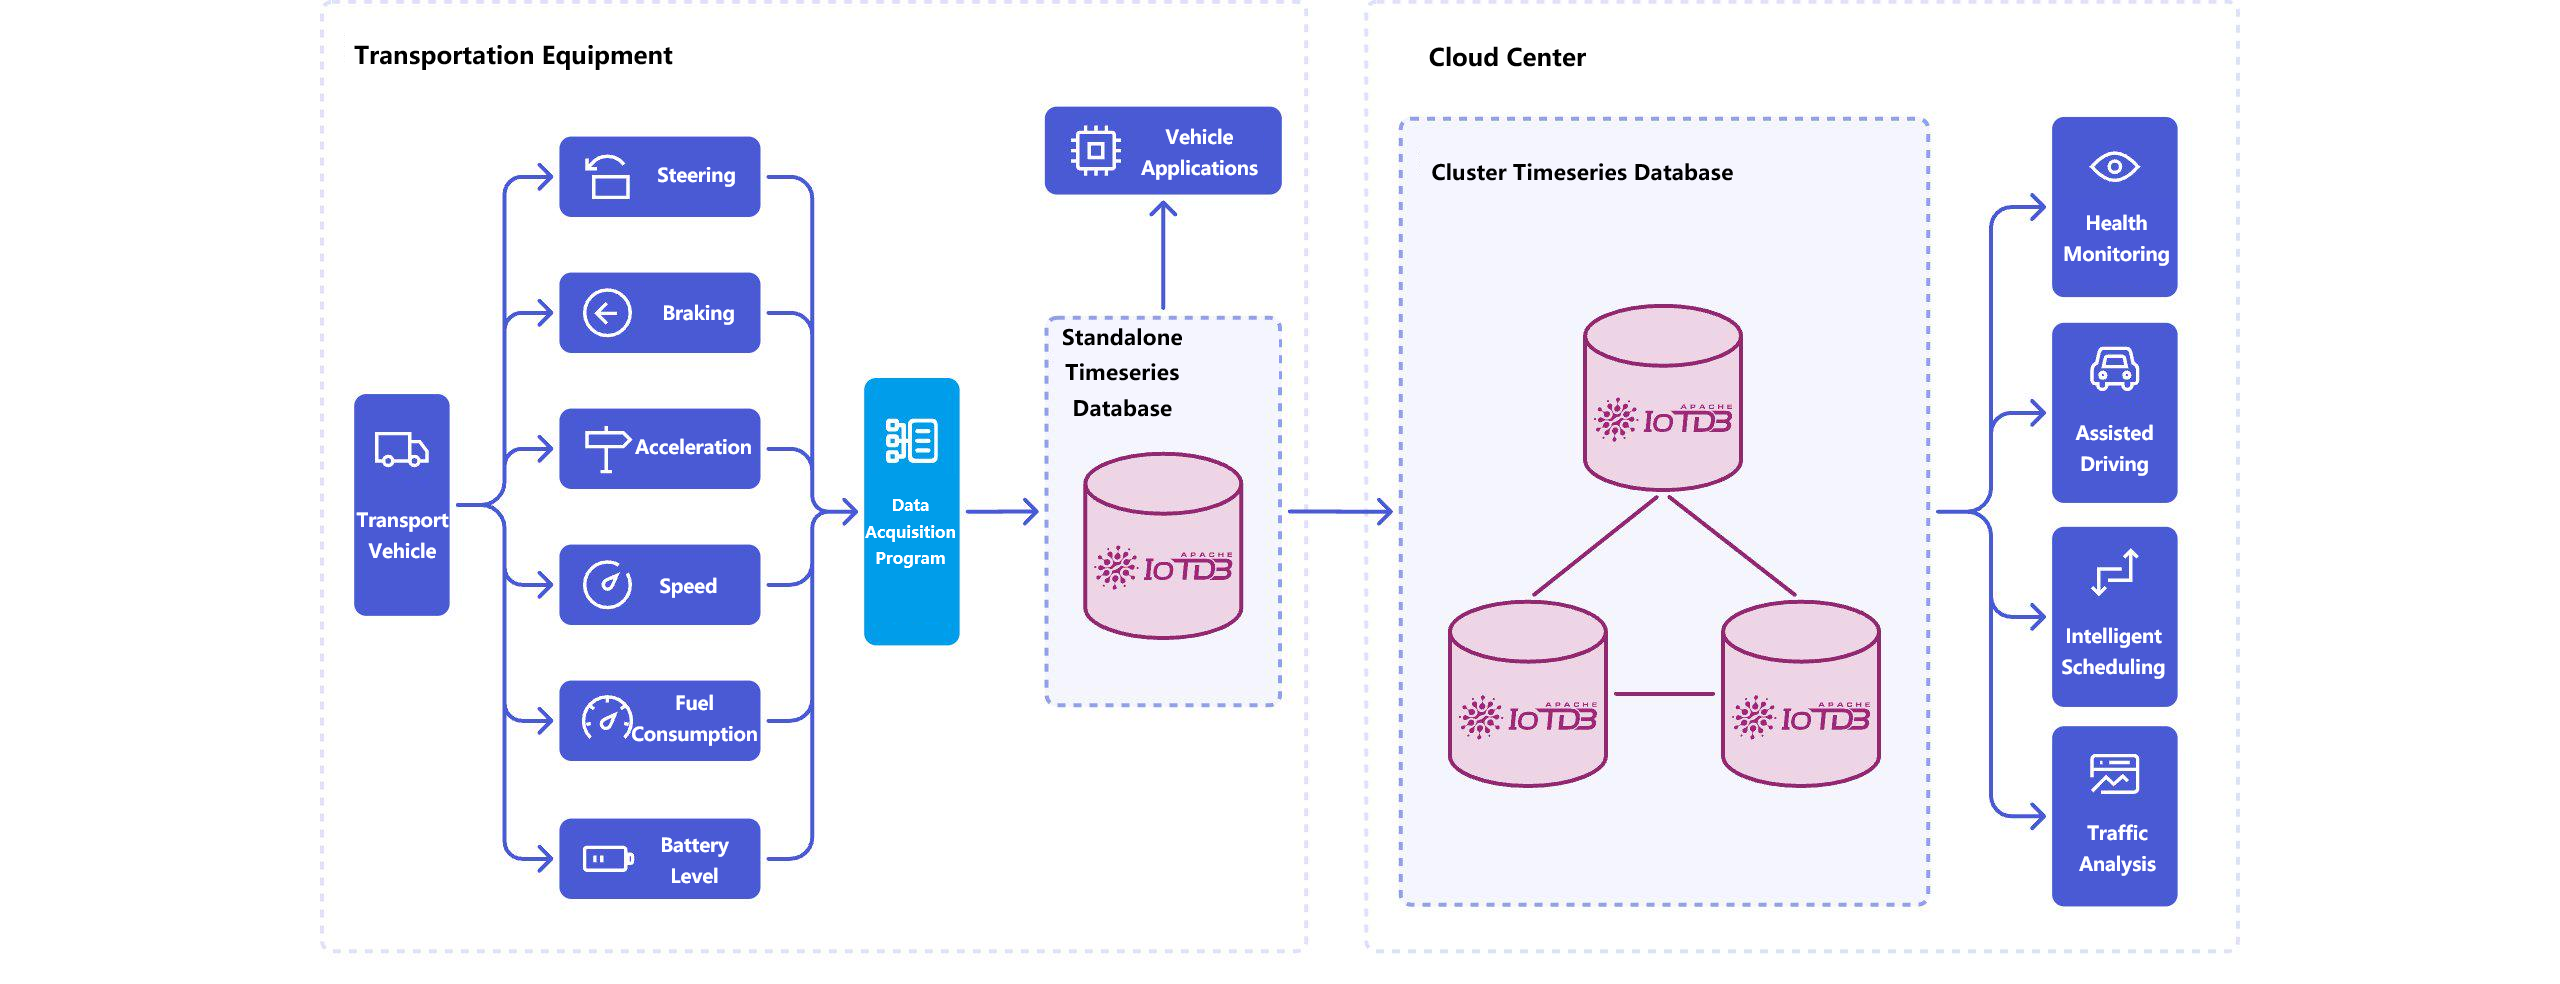 Transportation Equipment
Transport
Vehicle
Steering
Braking
Acceleration
Speed
Fuel
Consumption
Battery
Level
Data
Acquisition
Program
Vehicle
Applications
Standalone
Timeseries
Database
APACHE
IoTDB
Cloud Center
Cluster Timeseries Database
APACHE
IoTDB
APACHE
IoTDB
APACHE
IoTDB
Health
Monitoring
Assisted
Driving
Intelligent
Scheduling
Traffic
Analysis